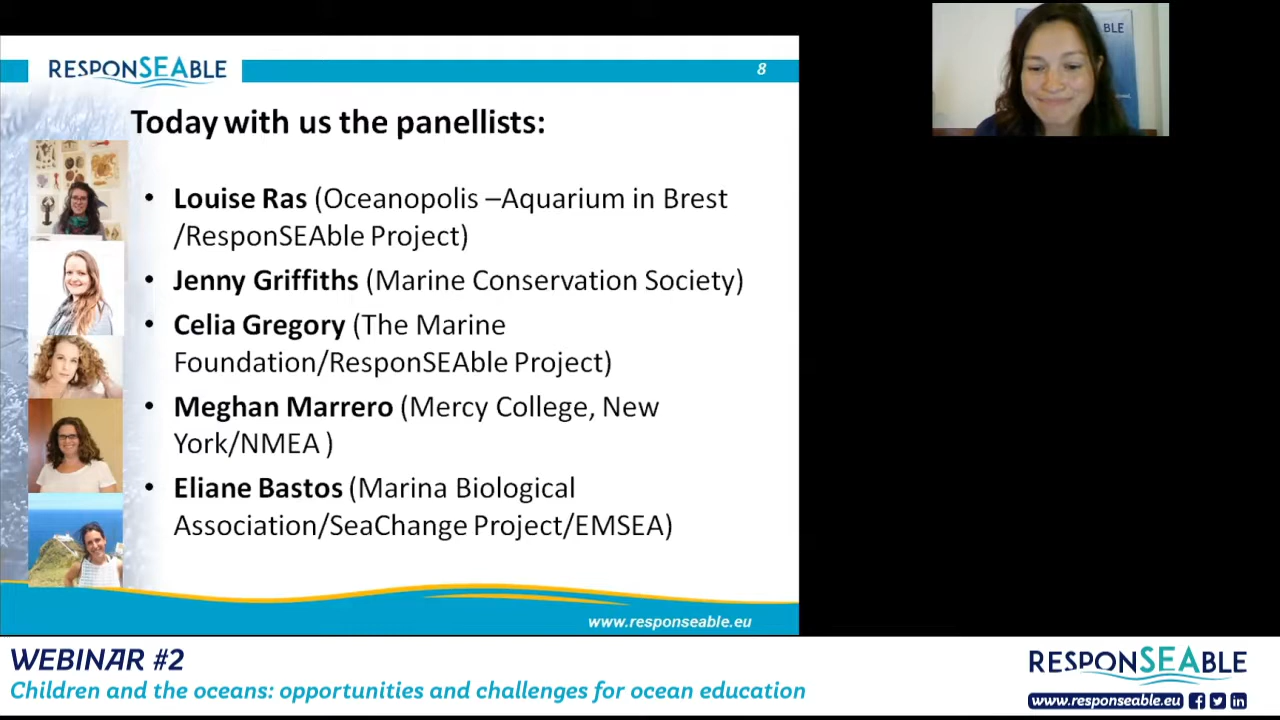 RESPONSEABLE
8
Today with us the panellists:
• Louise Ras (Oceanopolis –Aquarium in Brest
/ResponSEAble Project)
• Jenny Griffiths (Marine Conservation Society)
• Celia Gregory (The Marine
Foundation/ResponSEAble Project)
• Meghan Marrero (Mercy College, New
York/NMEA )
• Eliane Bastos (Marina Biological
Association/SeaChange Project/EMSEA)
www.responseable.eu
BLE
WEBINAR #2
Children and the oceans: opportunities and challenges for ocean education
RESPONSEABLE
www.responseable.eu